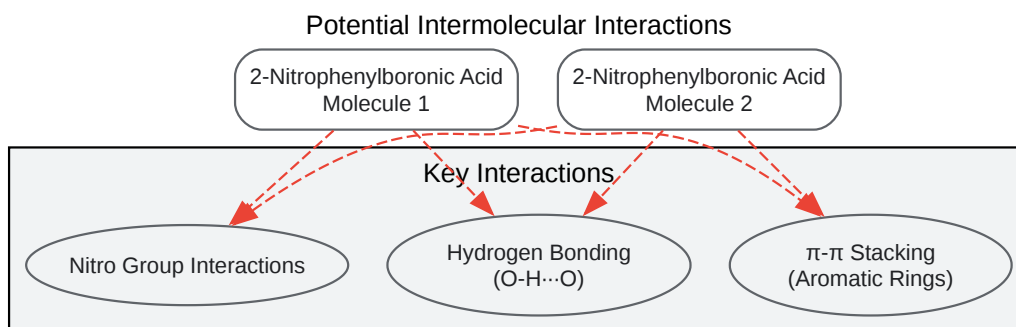 Potential Intermolecular Interactions
2-Nitrophenylboronic Acid
Molecule 1
2-Nitrophenylboronic Acid
Molecule 2
Key Interactions
Nitro Group Interactions
Hydrogen Bonding
(O-H···O)
π-π Stacking
(Aromatic Rings)